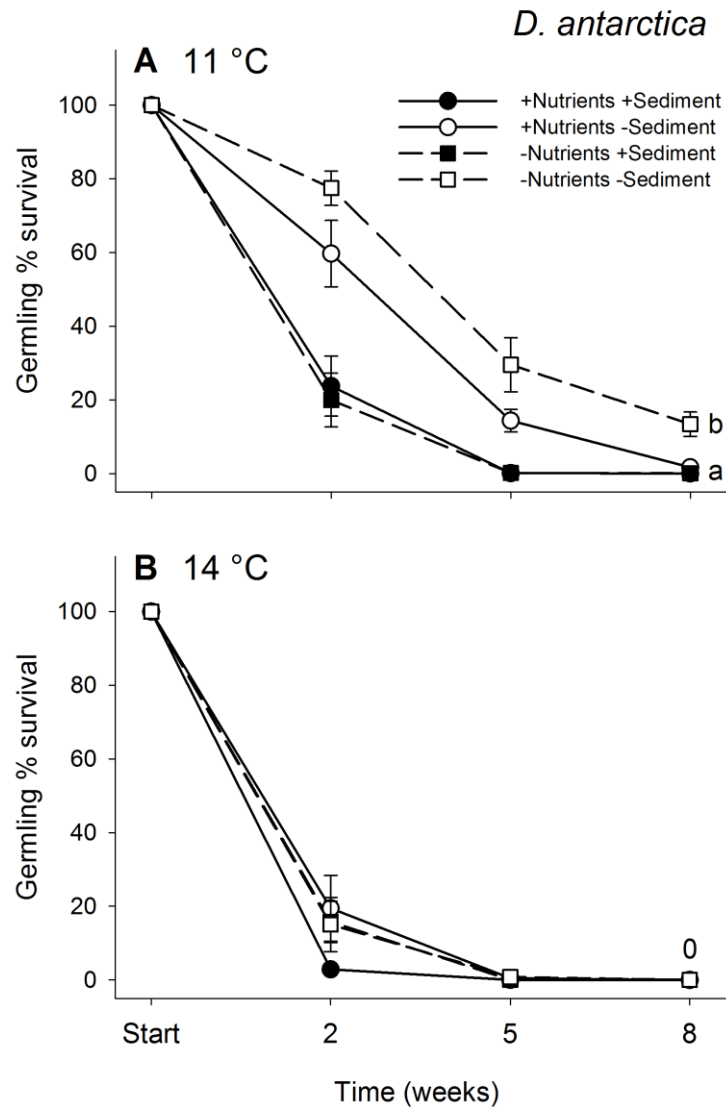 D. antarctica
A 11 °C
+Nutrients +Sediment
+Nutrients -Sediment
-Nutrients +Sediment
-Nutrients -Sediment
Germling % survival
100
80
60
40
20
0
b
a
B 14 °C
Germling % survival
100
80
60
40
20
0
0
Start 2 5 8
Time (weeks)